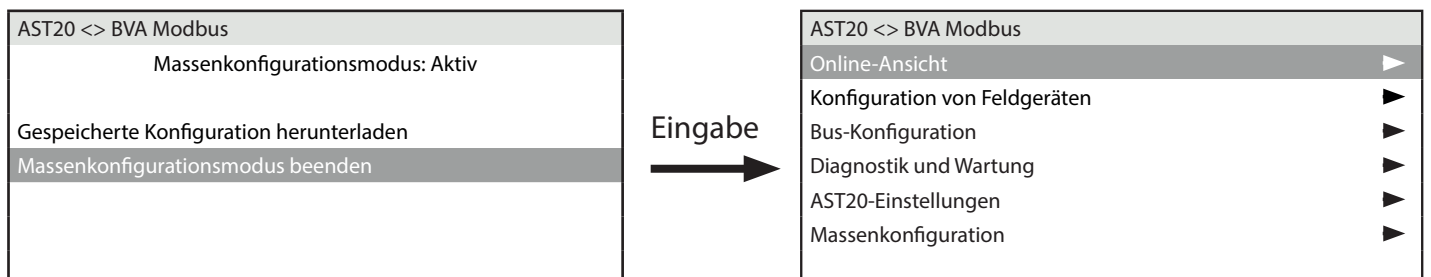 AST20 <> BVA Modbus
Massenkonfigurationsmodus: Aktiv
Gespeicherte Konfiguration herunterladen
Massenkonfigurationsmodus beenden
Eingabe
AST20 <> BVA Modbus
Online-Ansicht
Konfiguration von Feldgeräten
Bus-Konfiguration
Diagnostik und Wartung
AST20-Einstellungen
Massenkonfiguration